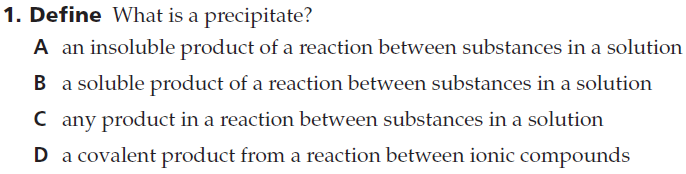 1. Define What is a precipitate?
A an insoluble product of a reaction between substances in a solution
B a soluble product of a reaction between substances in a solution
C any product in a reaction between substances in a solution
D a covalent product from a reaction between ionic compounds